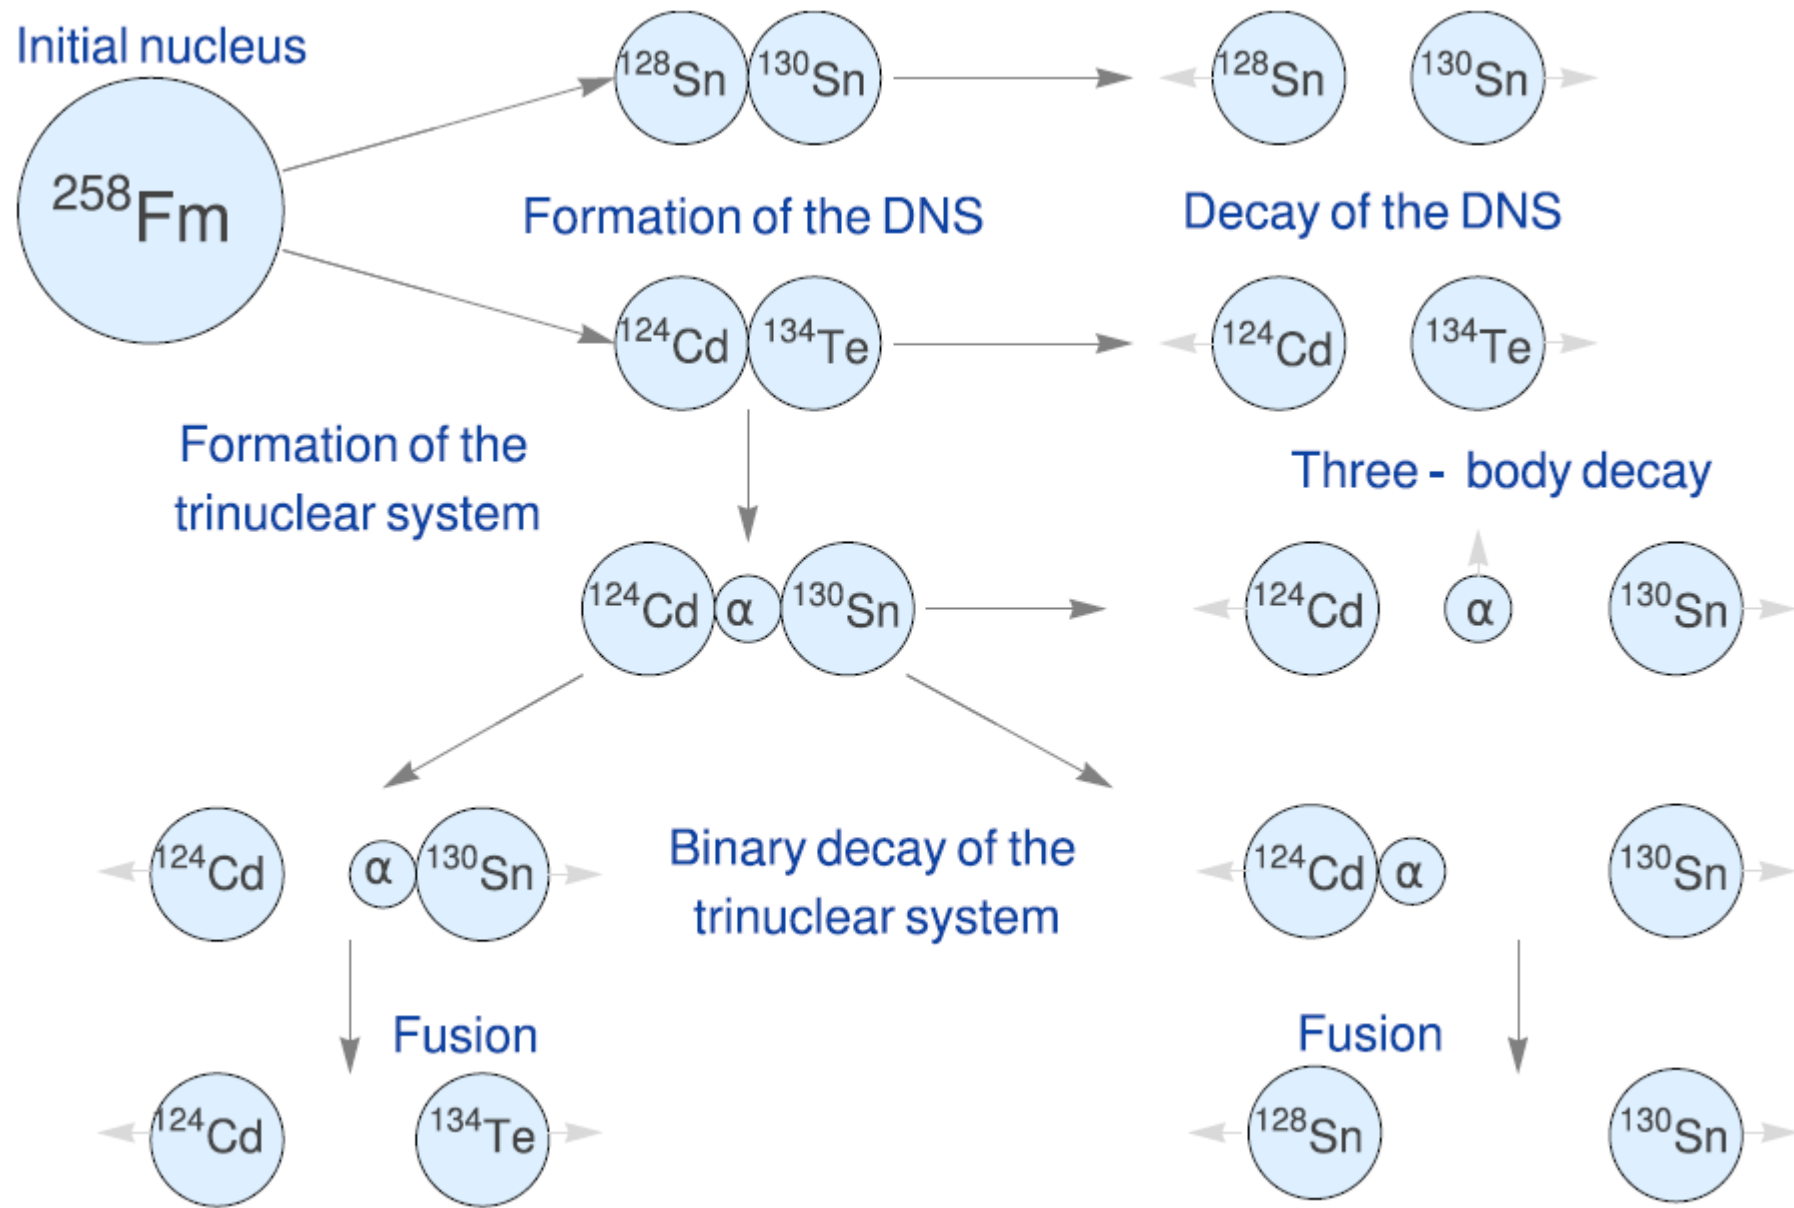 Initial nucleus
²⁵⁸Fm
¹²⁸Sn ¹³⁰Sn
¹²⁸Sn ¹³⁰Sn
Formation of the DNS
Decay of the DNS
¹²⁴Cd ¹³⁴Te
¹²⁴Cd ¹³⁴Te
Formation of the
trinuclear system
Three - body decay
¹²⁴Cd α ¹³⁰Sn
¹²⁴Cd α ¹³⁰Sn
¹²⁴Cd α ¹³⁰Sn
Binary decay of the
trinuclear system
¹²⁴Cd α ¹³⁰Sn
Fusion
Fusion
¹²⁴Cd ¹³⁴Te
¹²⁸Sn ¹³⁰Sn